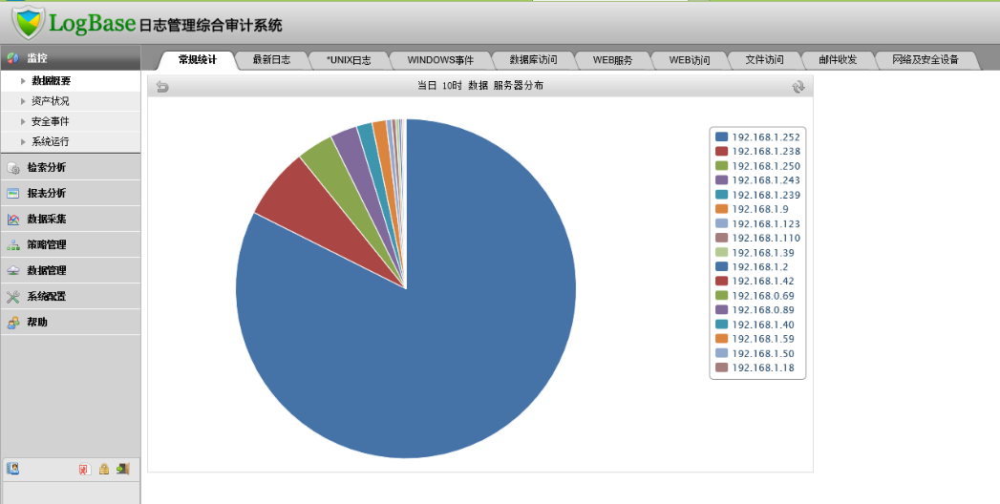 LogBase 日志管理综合审计系统
监控
数据概要
资产状况
安全事件
系统运行
检索分析
报表分析
数据采集
策略管理
数据管理
系统配置
帮助
常规统计 最新日志 *UNIX日志 WINDOWS事件 数据库访问 WEB服务 WEB访问 文件访问 邮件收发 网络及安全设备
当日 10时 数据 服务器分布
192.168.1.252
192.168.1.238
192.168.1.250
192.168.1.243
192.168.1.239
192.168.1.9
192.168.1.123
192.168.1.110
192.168.1.39
192.168.1.2
192.168.1.42
192.168.0.69
192.168.0.89
192.168.1.40
192.168.1.59
192.168.1.50
192.168.1.18